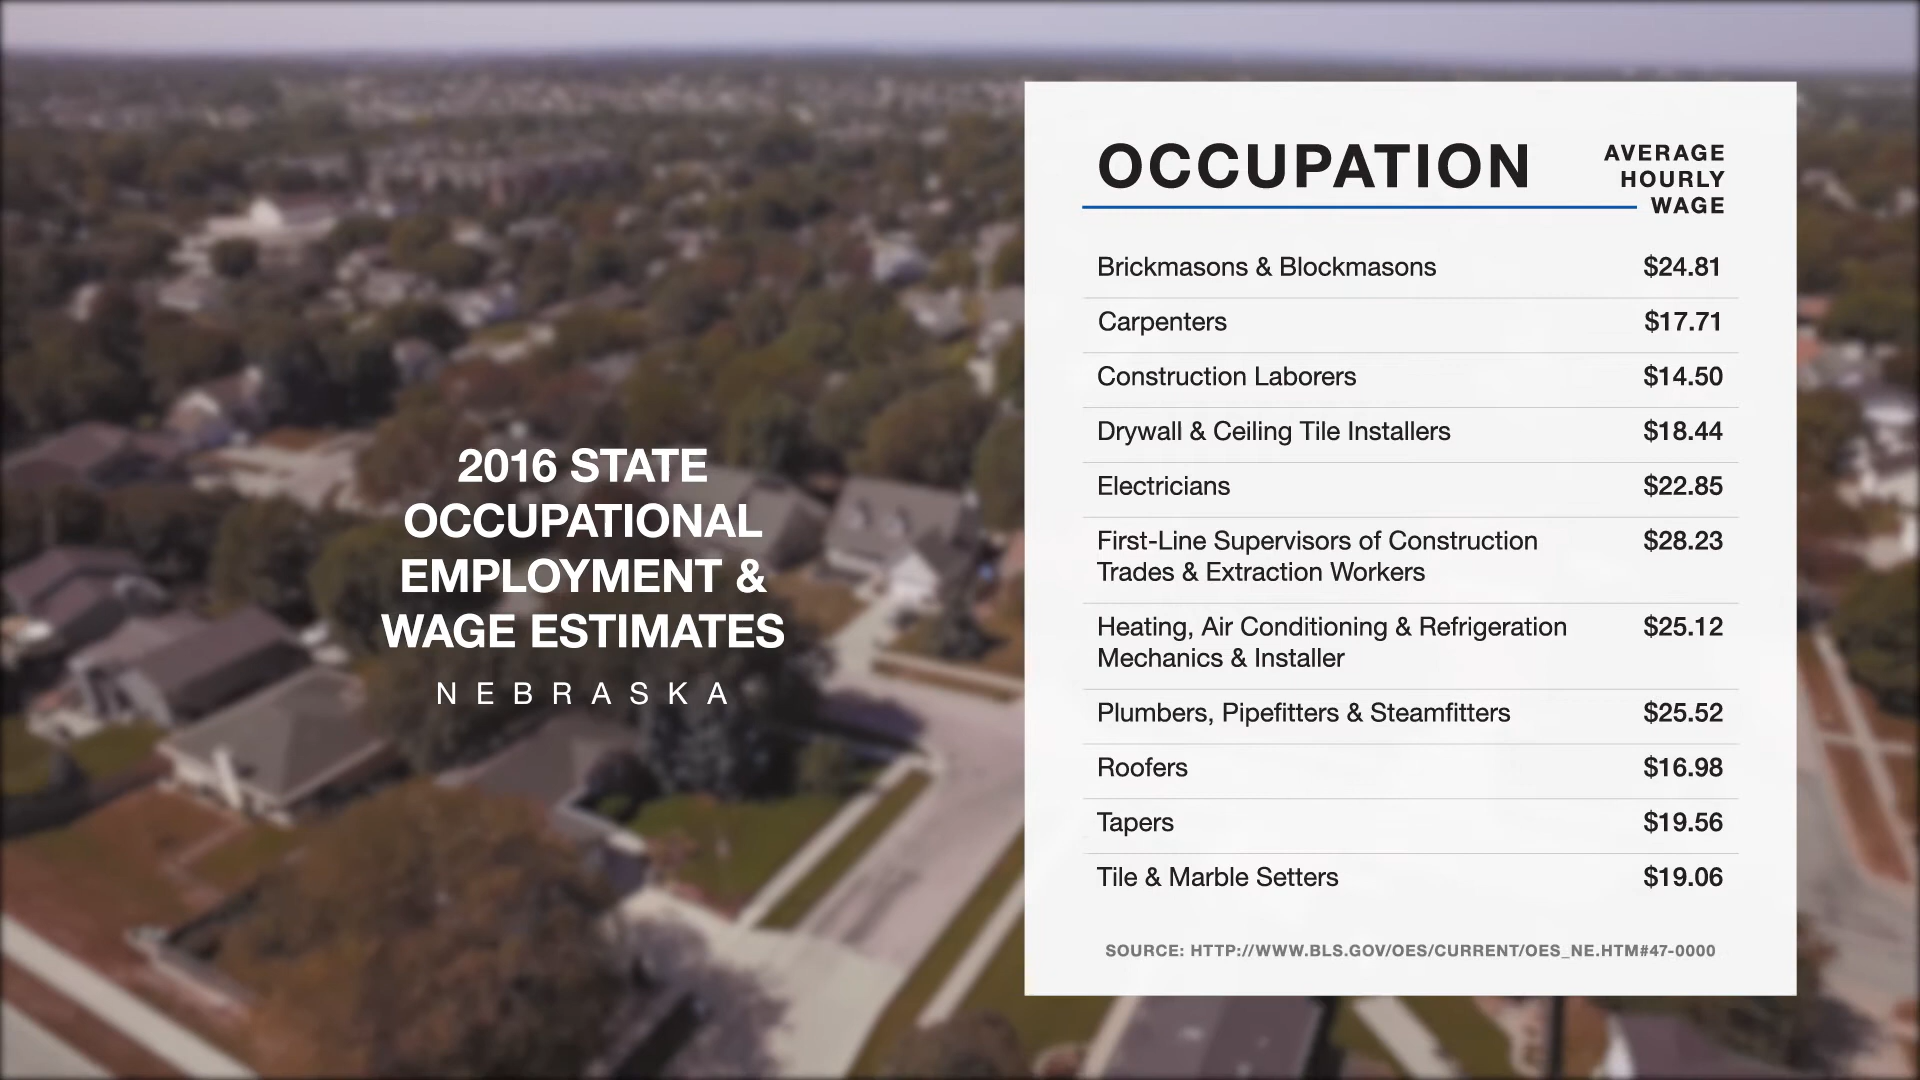 2016 STATE
OCCUPATIONAL
EMPLOYMENT &
WAGE ESTIMATES
NEBRASKA
OCCUPATION
AVERAGE
HOURLY
WAGE
Brickmasons & Blockmasons $24.81
Carpenters $17.71
Construction Laborers $14.50
Drywall & Ceiling Tile Installers $18.44
Electricians $22.85
First-Line Supervisors of Construction $28.23
Trades & Extraction Workers
Heating, Air Conditioning & Refrigeration $25.12
Mechanics & Installer
Plumbers, Pipefitters & Steamfitters $25.52
Roofers $16.98
Tapers $19.56
Tile & Marble Setters $19.06
SOURCE: HTTP://WWW.BLS.GOV/OES/CURRENT/OES_NE.HTM#47-0000